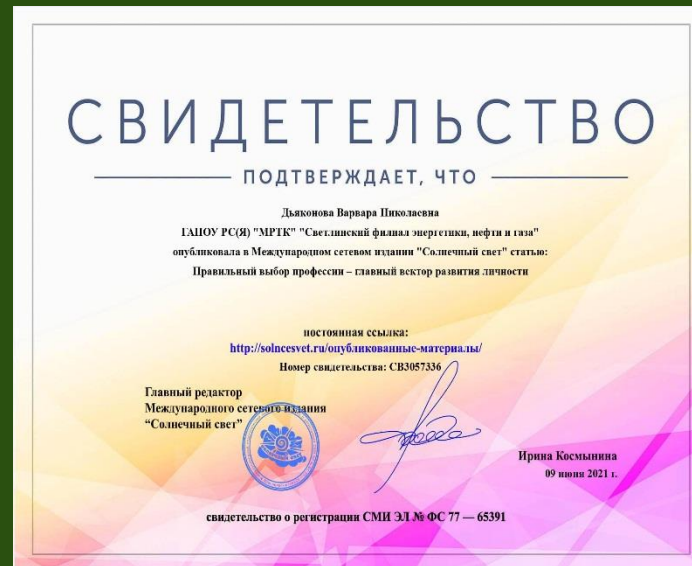 СВИДЕТЕЛЬСТВО
ПОДТВЕРЖДАЕТ, ЧТО
Дьяконова Варвара Николаевна
ГАПОУ РС(Я) "МРТК" "Светлинский филиал энергетики, нефти и газа"
опубликовала в Международном сетевом издании "Солнечный свет" статью:
Правильный выбор профессии – главный вектор развития личности
постоянная ссылка:
http://solncesvet.ru/опубликованные-материалы/
Номер свидетельства: СВ3057336
Главный редактор
Международного сетевого издания
“Солнечный свет”
Ирина Космынина
09 июня 2021 г.
свидетельство о регистрации СМИ ЭЛ № ФС 77 — 65391